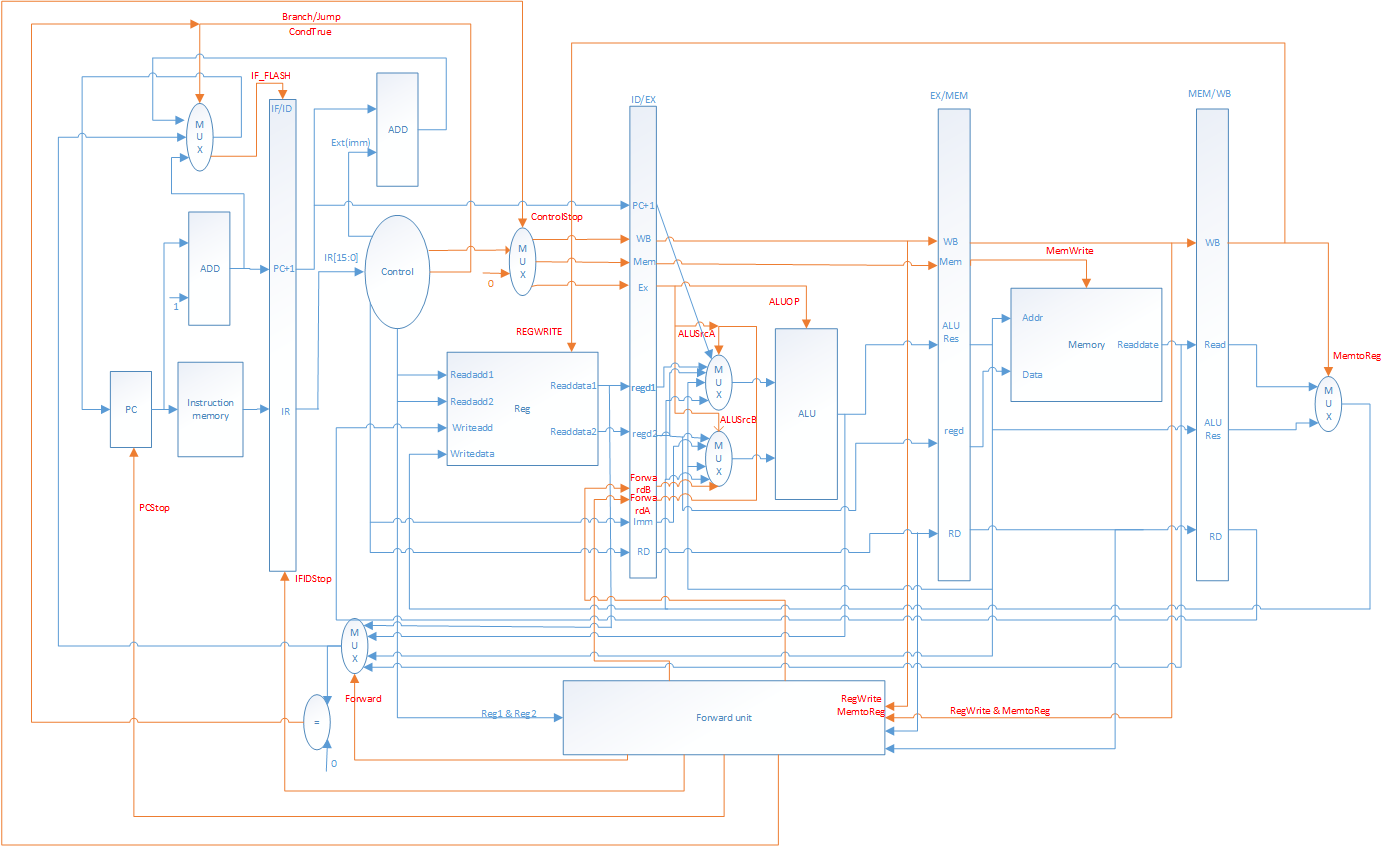 Branch/Jump
CondTrue
IF_FLASH
M
U
X
IF/ID
ADD
Ext(imm)
ID/EX
EX/MEM
MEM/WB
ADD
1
PC+1
IR[15:0]
Control
ControlStop
M
U
X
0
PC+1
WB
Mem
Ex
WB
Mem
MemWrite
WB
REGWRITE
ALUOP
ALUSrcA
M
U
X
ALU
ALU
Res
Addr
Memory
Readdate
Data
Read
MemtoReg
M
U
X
PC
Instruction
memory
IR
Readadd1
Readadd2
Writeadd
Writedata
Reg
Readdata1
Readdata2
regd1
regd2
ALUSrcB
M
U
X
regd
ALU
Res
PCStop
Forwa
rdB
Forwa
rdA
Imm
RD
RD
RD
IFIDStop
M
U
X
Forward
=
0
Reg1 & Reg2
Forward unit
RegWrite
MemtoReg
RegWrite & MemtoReg